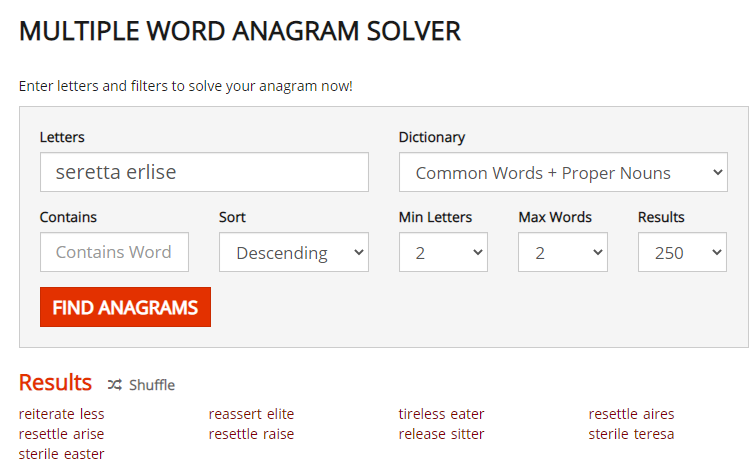 MULTIPLE WORD ANAGRAM SOLVER
Enter letters and filters to solve your anagram now!
Letters Dictionary
seretta erlise Common Words + Proper Nouns
Contains Sort Min Letters Max Words Results
Contains Word Descending 2 2 250
FIND ANAGRAMS
Results Shuffle
reiterate less reassert elite tireless eater resettle aires
resettle arise resettle raise release sitter sterile teresa
sterile easter